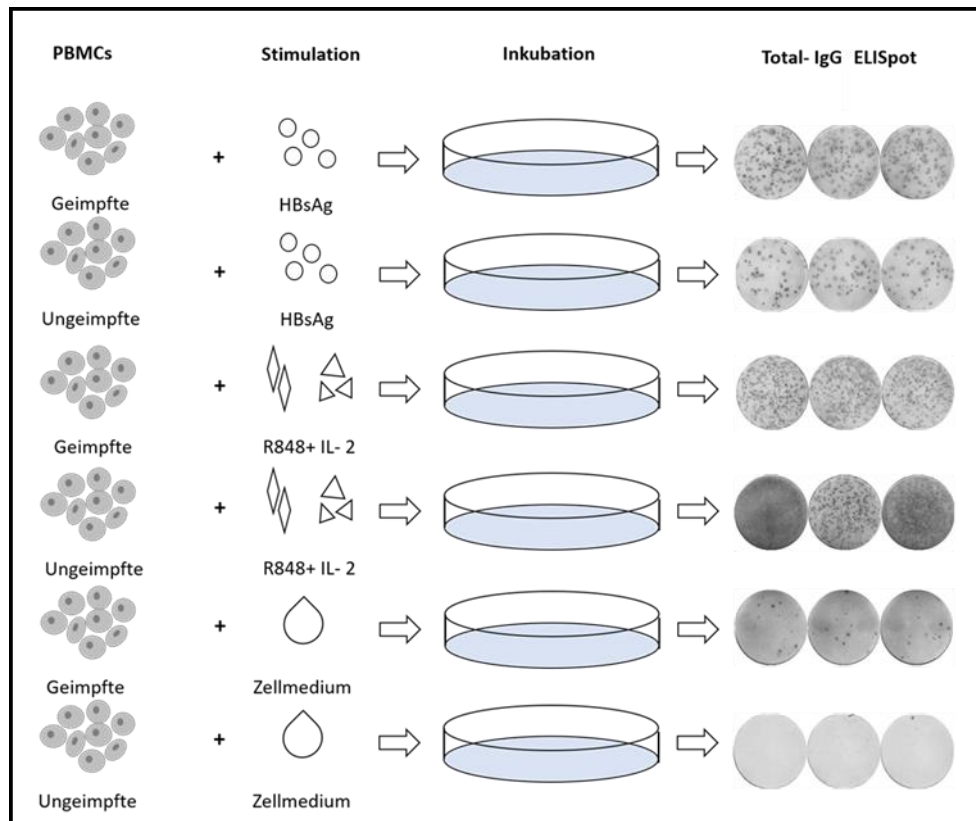 PBMCs Stimulation Inkubation Total- IgG ELISpot
+
Geimpfte HBsAg
+
Ungeimpfte HBsAg
+
Geimpfte R848+ IL- 2
+
Ungeimpfte R848+ IL- 2
+
Geimpfte Zellmedium
+
Ungeimpfte Zellmedium